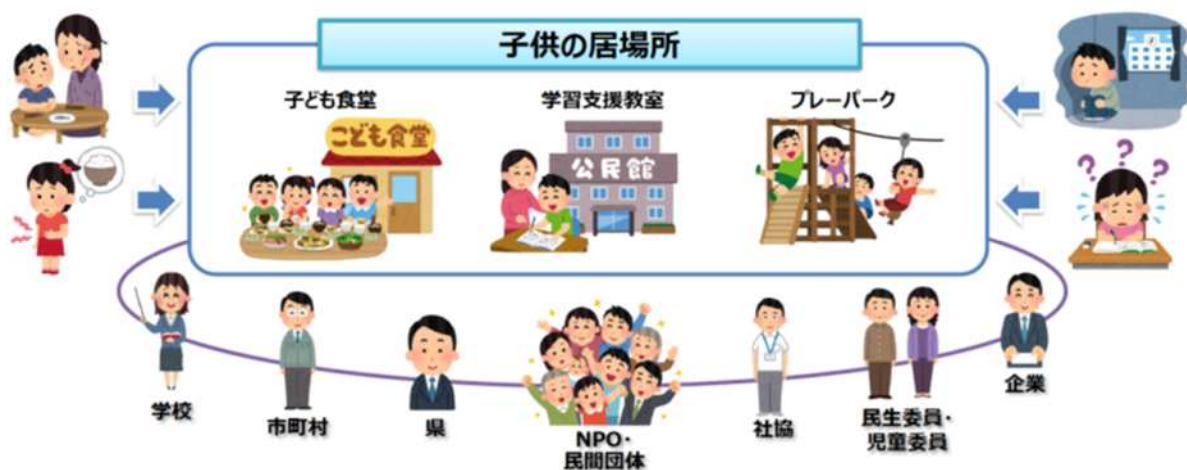 子供の居場所
子ども食堂
学習支援教室
プレーパーク
こども食堂
公民館
学校
市町村
県
NPO・
民間団体
社協
民生委員・
児童委員
企業
? ? ?